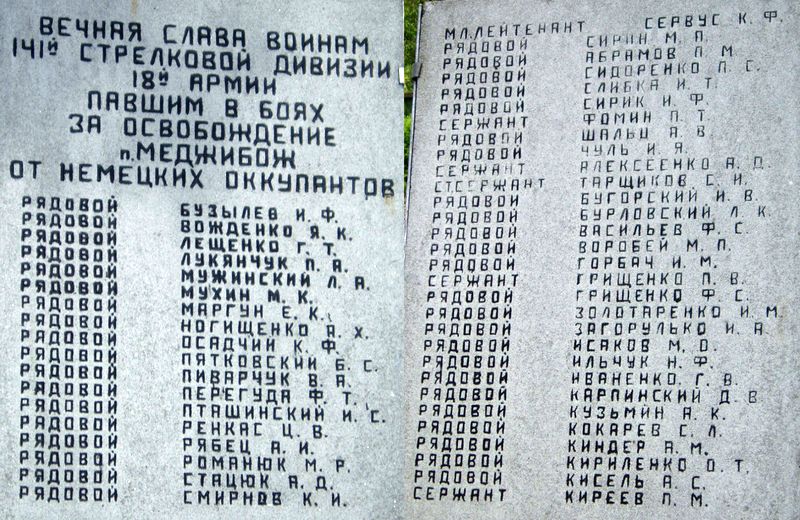 ВЕЧНАЯ СЛАВА ВОИНАМ
141й СТРЕЛКОВОЙ ДИВИЗИИ
18й АРМИИ
ПАВШИМ В БОЯХ
ЗА ОСВОБОЖДЕНИЕ
п.МЕДЖИБОЖ
ОТ НЕМЕЦКИХ ОККУПАНТОВ
РЯДОВОЙ БУЗЫЛЕВ И. Ф.
РЯДОВОЙ ВОЖДЕНКО Я. К.
РЯДОВОЙ ЛЕЩЕНКО Г. Т.
РЯДОВОЙ ЛУКЯНЧУК П. А.
РЯДОВОЙ МУЖИНСКИЙ Л. А.
РЯДОВОЙ МУХИН М. К.
РЯДОВОЙ МАРГУН Е. К.
РЯДОВОЙ НОГИЩЕНКО А. Х.
РЯДОВОЙ ОСАДЧИЙ К. Ф.
РЯДОВОЙ ПЯТКОВСКИЙ Б. С.
РЯДОВОЙ ПИВАРЧУК В. А.
РЯДОВОЙ ПЕРЕГУДА Ф. Т.
РЯДОВОЙ ПТАШИНСКИЙ И. С.
РЯДОВОЙ РЕНКАС Ц. В.
РЯДОВОЙ РЯБЕЦ А. И.
РЯДОВОЙ РОМАНЮК М. Р.
РЯДОВОЙ СТАЦЮК А. Д.
РЯДОВОЙ СМИРНОВ К. И.
МЛ.ЛЕЙТЕНАНТ СЕРВУС К. Ф.
РЯДОВОЙ СИРИН М. П.
РЯДОВОЙ АБРАМОВ П. М.
РЯДОВОЙ СИДОРЕНКО П. С.
РЯДОВОЙ СЛИБКА И. Т.
РЯДОВОЙ СИРИК И. Ф.
СЕРЖАНТ ФОМИН П. Т.
РЯДОВОЙ ШАЛЬЦ А. В.
РЯДОВОЙ ЧУЛЬ И. Я.
СЕРЖАНТ АЛЕКСЕЕНКО А. Д.
СТ.СЕРЖАНТ ТАРЩИКОВ С. И.
РЯДОВОЙ БУГОРСКИЙ И. В.
РЯДОВОЙ БУРЛОВСКИЙ Л. К.
РЯДОВОЙ ВАСИЛЬЕВ Ф. С.
РЯДОВОЙ ВОРОБЕЙ М. П.
РЯДОВОЙ ГОРБАЧ И. М.
СЕРЖАНТ ГРИЩЕНКО П. В.
РЯДОВОЙ ГРИЩЕНКО Ф. С.
РЯДОВОЙ ЗОЛОТАРЕНКО И. М.
РЯДОВОЙ ЗАГОРУЛЬКО И. А.
РЯДОВОЙ ИСАКОВ М. О.
РЯДОВОЙ ИЛЬЧУК Н. Ф.
РЯДОВОЙ ИВАНЕНКО Г. В.
РЯДОВОЙ КАРПИНСКИЙ Д. В.
РЯДОВОЙ КУЗЬМИН А. К.
РЯДОВОЙ КОКАРЕВ С. Л.
РЯДОВОЙ КИНДЕР А. М.
РЯДОВОЙ КИРИЛЕНКО О. Т.
РЯДОВОЙ КИСЕЛЬ А. С.
СЕРЖАНТ КИРЕЕВ П. М.